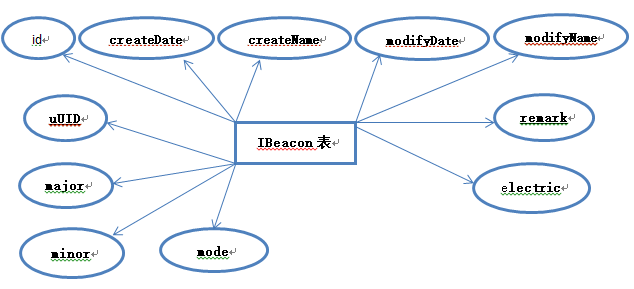 id
createDate
createName
modifyDate
modifyName
uUID
IBeacon 表
remark
major
electric
minor
mode